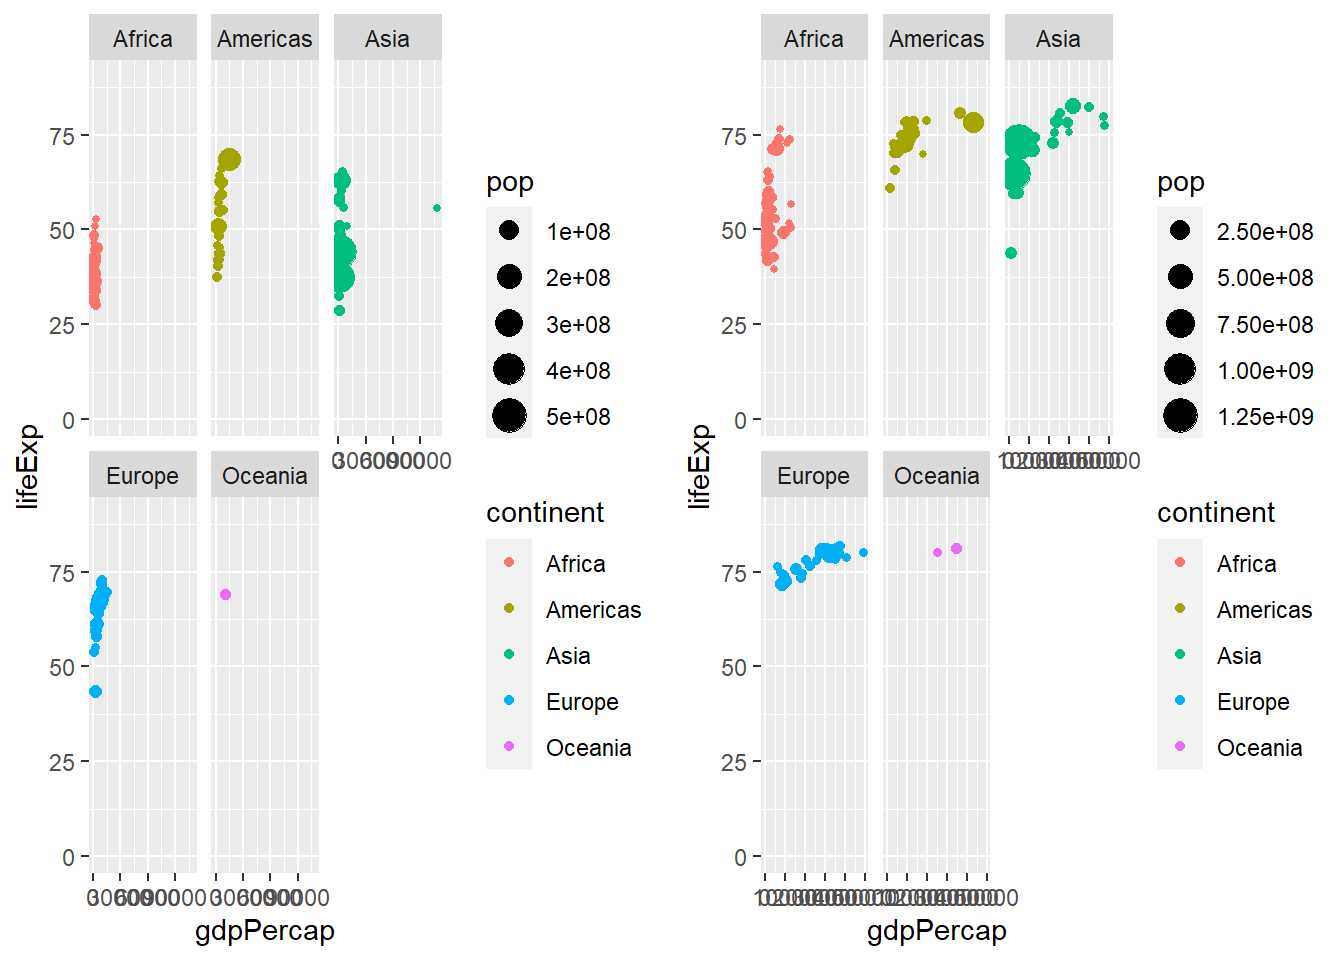 Africa Americas Asia
75
50
25
0
lifeExp
Europe Oceania
75
50
25
0
gdpPercap
pop
1e+08
2e+08
3e+08
4e+08
5e+08
continent
Africa
Americas
Asia
Europe
Oceania
Africa Americas Asia
75
50
25
0
lifeExp
Europe Oceania
75
50
25
0
gdpPercap
pop
2.50e+08
5.00e+08
7.50e+08
1.00e+09
1.25e+09
continent
Africa
Americas
Asia
Europe
Oceania